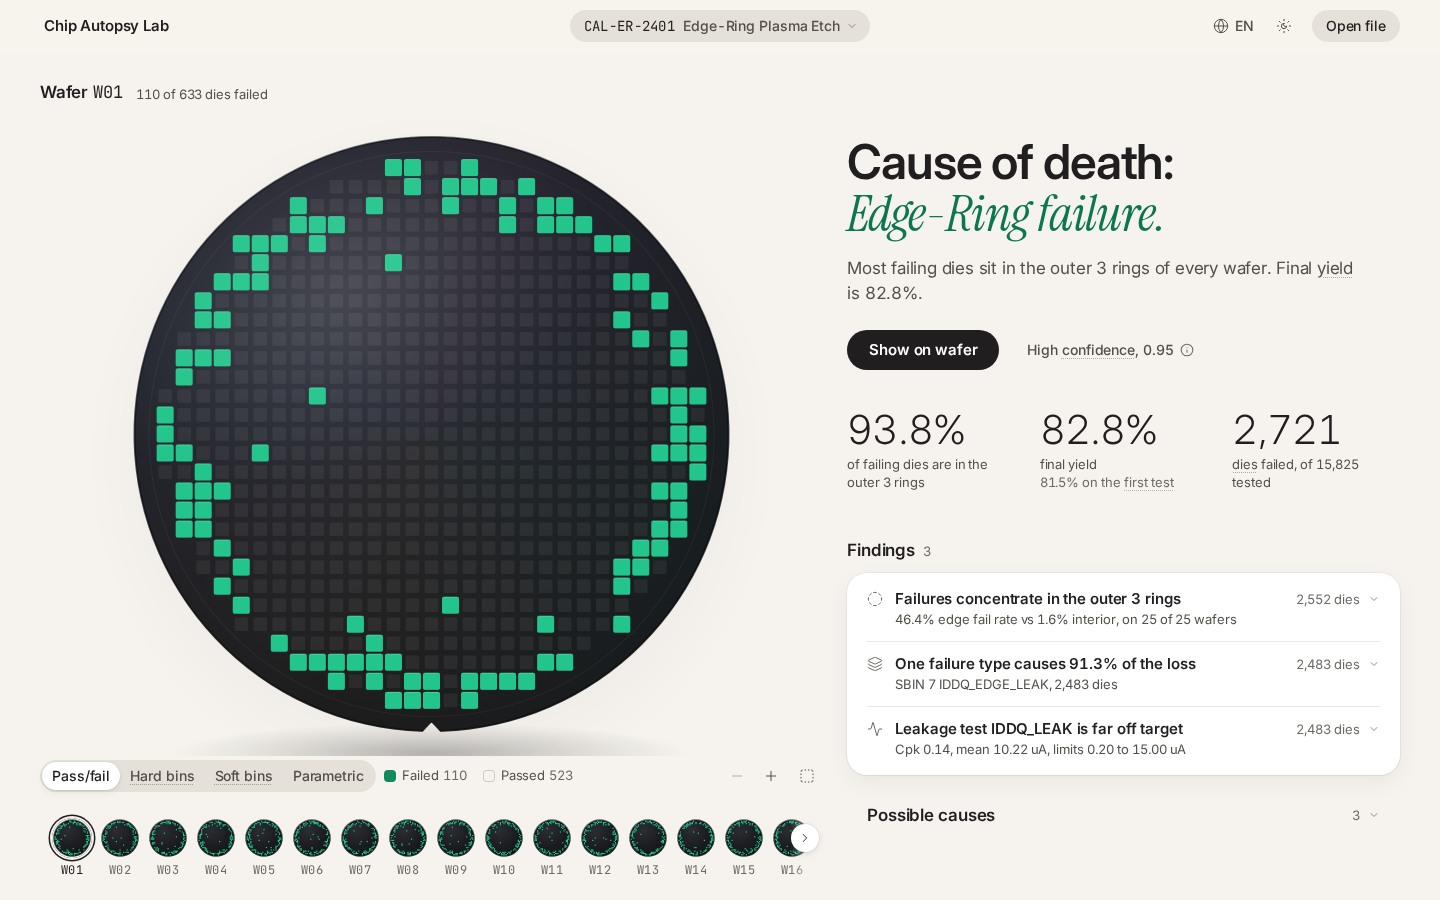 Chip Autopsy Lab
CAL-ER-2401 Edge-Ring Plasma Etch
EN
Open file
Wafer W01 110 of 633 dies failed
Cause of death:
Edge-Ring failure.
Most failing dies sit in the outer 3 rings of every wafer. Final yield
is 82.8%.
Show on wafer
High confidence, 0.95
93.8%
of failing dies are in the
outer 3 rings
82.8%
final yield
81.5% on the first test
2,721
dies failed, of 15,825
tested
Findings 3
Failures concentrate in the outer 3 rings
46.4% edge fail rate vs 1.6% interior, on 25 of 25 wafers
2,552 dies
One failure type causes 91.3% of the loss
SBIN 7 IDDQ_EDGE_LEAK, 2,483 dies
2,483 dies
Leakage test IDDQ_LEAK is far off target
Cpk 0.14, mean 10.22 uA, limits 0.20 to 15.00 uA
2,483 dies
Possible causes 3
Pass/fail Hard bins Soft bins Parametric
Failed 110 Passed 523
W01 W02 W03 W04 W05 W06 W07 W08 W09 W10 W11 W12 W13 W14 W15 W16